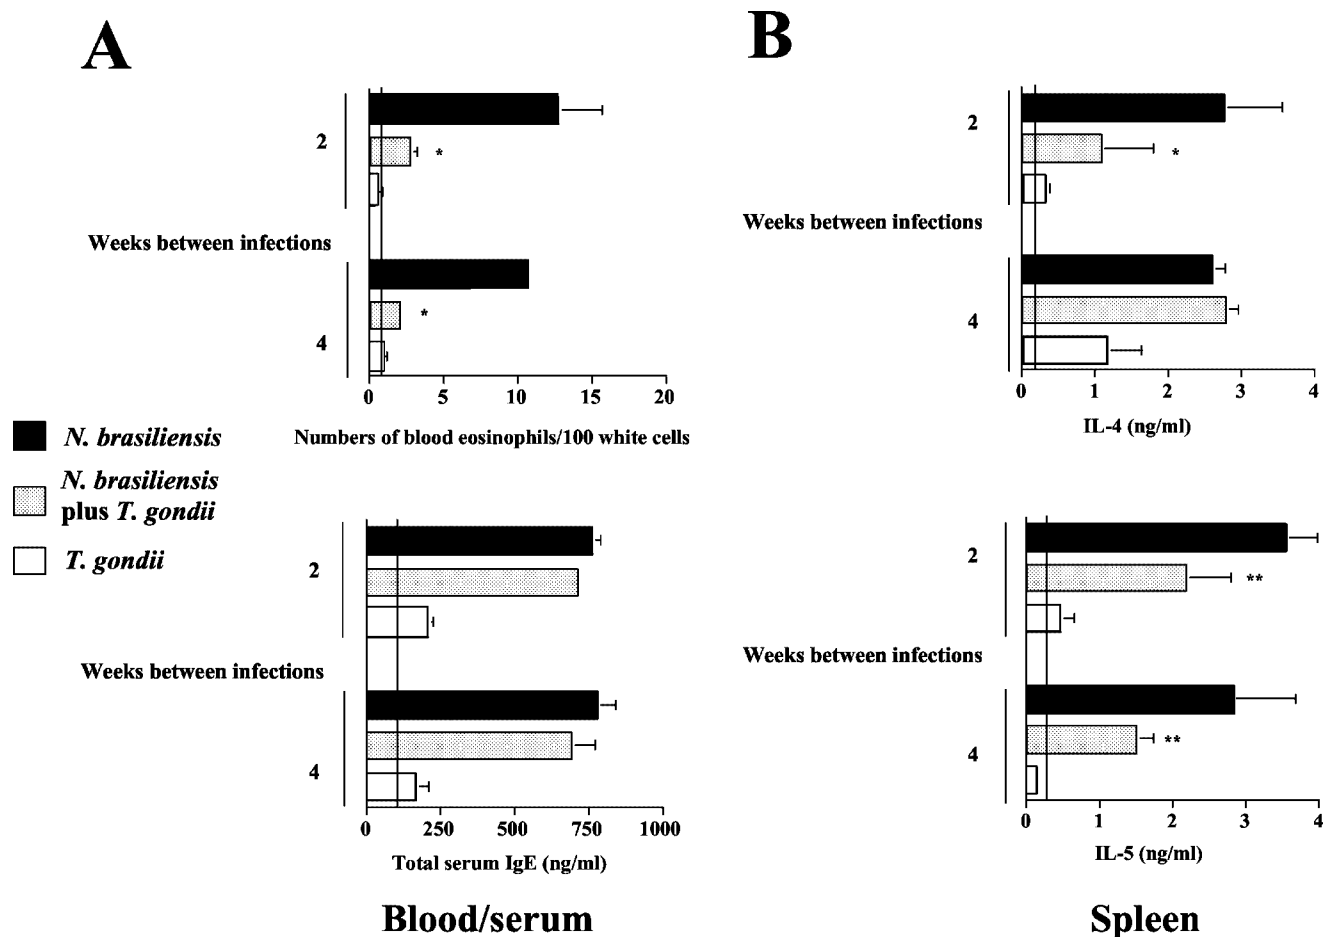 A
2
*
Weeks between infections
*
4
0 5 10 15 20
Numbers of blood eosinophils/100 white cells
B
2
*
Weeks between infections
4
0 1 2 3 4
IL-4 (ng/ml)
N. brasiliensis
N. brasiliensis
plus T. gondii
T. gondii
2
Weeks between infections
4
0 250 500 750 1000
Total serum IgE (ng/ml)
Blood/serum
2
**
Weeks between infections
**
4
0 1 2 3 4
IL-5 (ng/ml)
Spleen